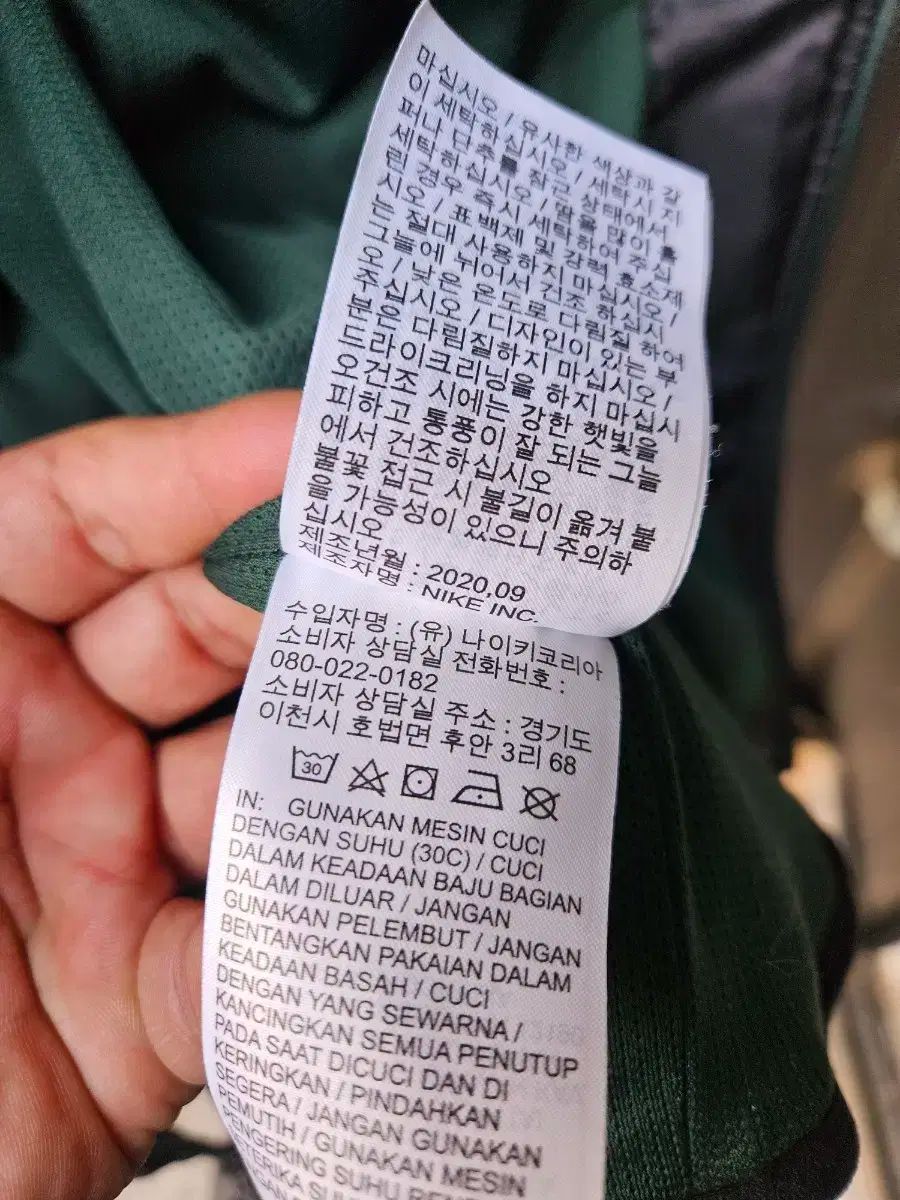 마십시오 / 유사한 색상과 같
이 세탁하십시오 / 세탁시 지
퍼나 단추를 잠근 상태에서
세탁하십시오 / 땀을 많이 흘
린 경우 즉시 세탁하여 주십
시오 / 표백제 및 강력 효소제
는 절대 사용하지 마십시오 /
그늘에 뉘어서 건조 하십시
오 / 낮은 온도로 다림질 하여
주십시오 / 디자인이 있는 부
분은 다림질하지 마십시오 /
드라이크리닝을 하지 마십시
오건조 시에는 강한 햇빛을
피하고 통풍이 잘 되는 그늘
에서 건조하십시오
불꽃 접근 시 불길이 옮겨 붙
을 가능성이 있으니 주의하
십시오
제조년월 : 2020,09
제조자명 : NIKE INC.
수입자명 : (유) 나이키코리아
소비자 상담실 전화번호 :
080-022-0182
소비자 상담실 주소 : 경기도
이천시 호법면 후안 3리 68
30
IN: GUNAKAN MESIN CUCI
DENGAN SUHU (30C) / CUCI
DALAM KEADAAN BAJU BAGIAN
DALAM DILUAR / JANGAN
GUNAKAN PELEMBUT / JANGAN
BENTANGKAN PAKAIAN DALAM
KEADAAN BASAH / CUCI
DENGAN YANG SEWARNA /
KANCINGKAN SEMUA PENUTUP
PADA SAAT DICUCI DAN DI
KERINGKAN / PINDAHKAN
SEGERA / JANGAN GUNAKAN
PEMUTIH / GUNAKAN MESIN
PENGERING SUHU